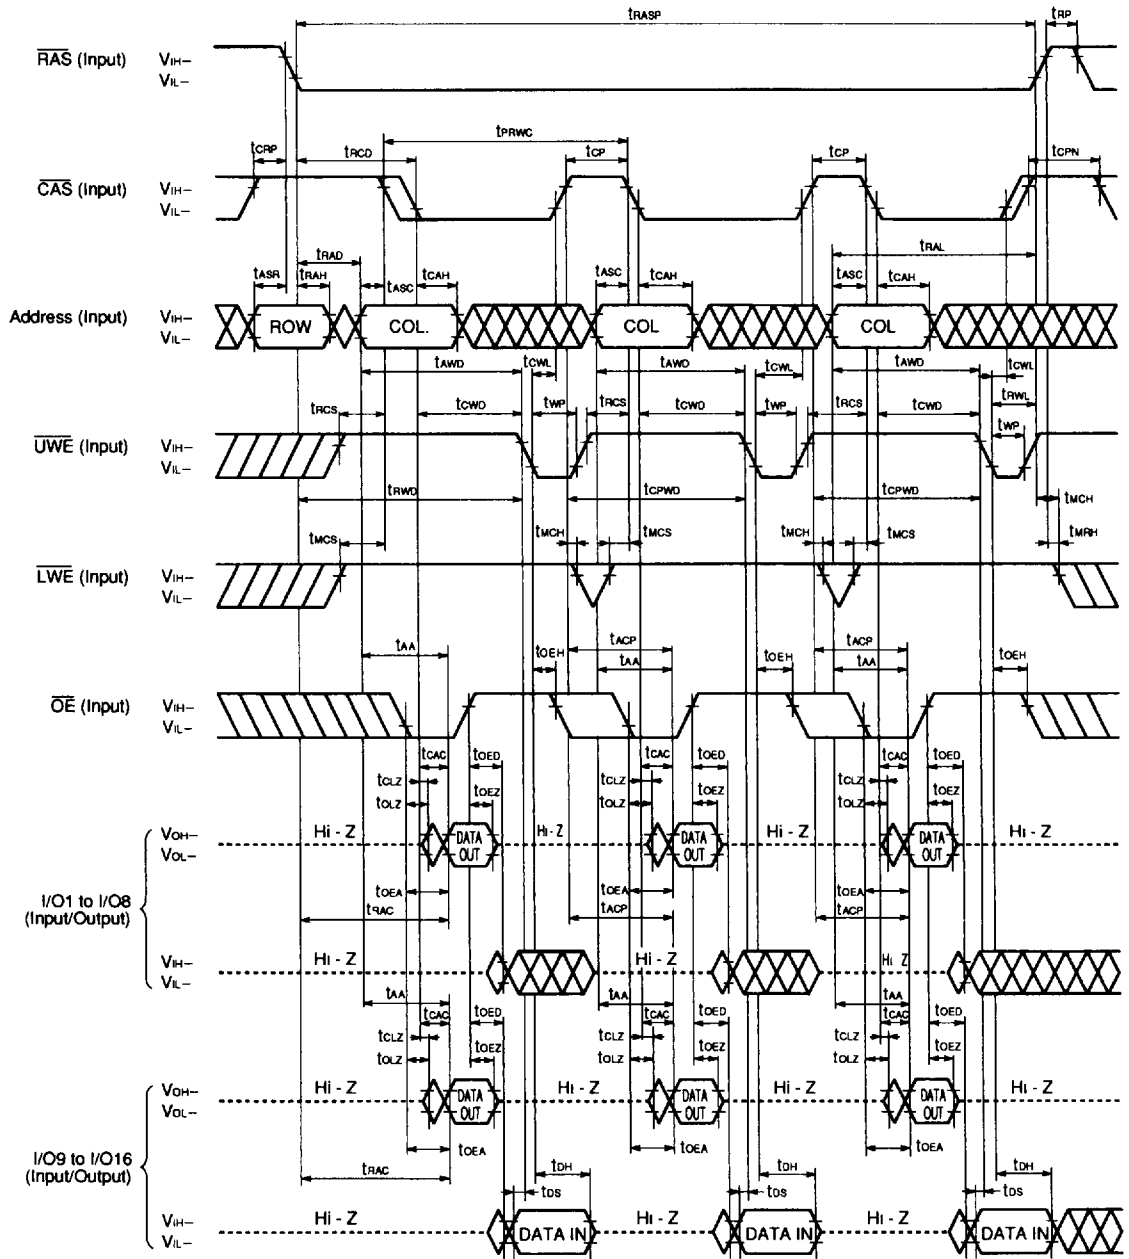 tRASP tRP
RAS (Input) VIH–
VIL–
tPRWC
tCRP tRCD tCP tCP tCPN
CAS (Input) VIH–
VIL–
tRAD tRAL
tASR tRAH tASC tCAH tASC tCAH tASC tCAH
Address (Input) VIH– ROW COL. COL COL
VIL–
tAWD tCWL tAWD tCWL tAWD tCWL
tRCS tCWD tWP tRCS tCWD tWP tRCS tCWD tRWL
tWP
UWE (Input) VIH–
VIL–
tRWD tCPWD tCPWD tMCH
tMCS tMCH tMCS tMCH tMCS tMRH
LWE (Input) VIH–
VIL–
tAA tOEH tACP tAA tOEH tACP tAA tOEH
OE (Input) VIH–
VIL–
tCAC tOED tCAC tOED tCAC tOED
tCLZ tCLZ tCLZ
tOLZ tOEZ tOLZ tOEZ tOLZ tOEZ
VOH– Hi - Z DATA OUT Hi - Z DATA OUT Hi - Z DATA OUT Hi - Z
VOL–
tOEA tOEA tOEA
I/O1 to I/O8
(Input/Output)
tRAC tACP tACP
VIH– Hi - Z Hi - Z Hi - Z
VIL–
tAA tAA tAA
tCAC tOED tCAC tOED tCAC tOED
tCLZ tCLZ tCLZ
tOLZ tOEZ tOLZ tOEZ tOLZ tOEZ
VOH– Hi - Z DATA OUT Hi - Z DATA OUT Hi - Z DATA OUT Hi - Z
VOL–
tOEA tOEA tOEA
I/O9 to I/O16
(Input/Output)
tRAC tDH tDH tDH
tDS tDS tDS
VIH– Hi - Z DATA IN Hi - Z DATA IN Hi - Z DATA IN
VIL–